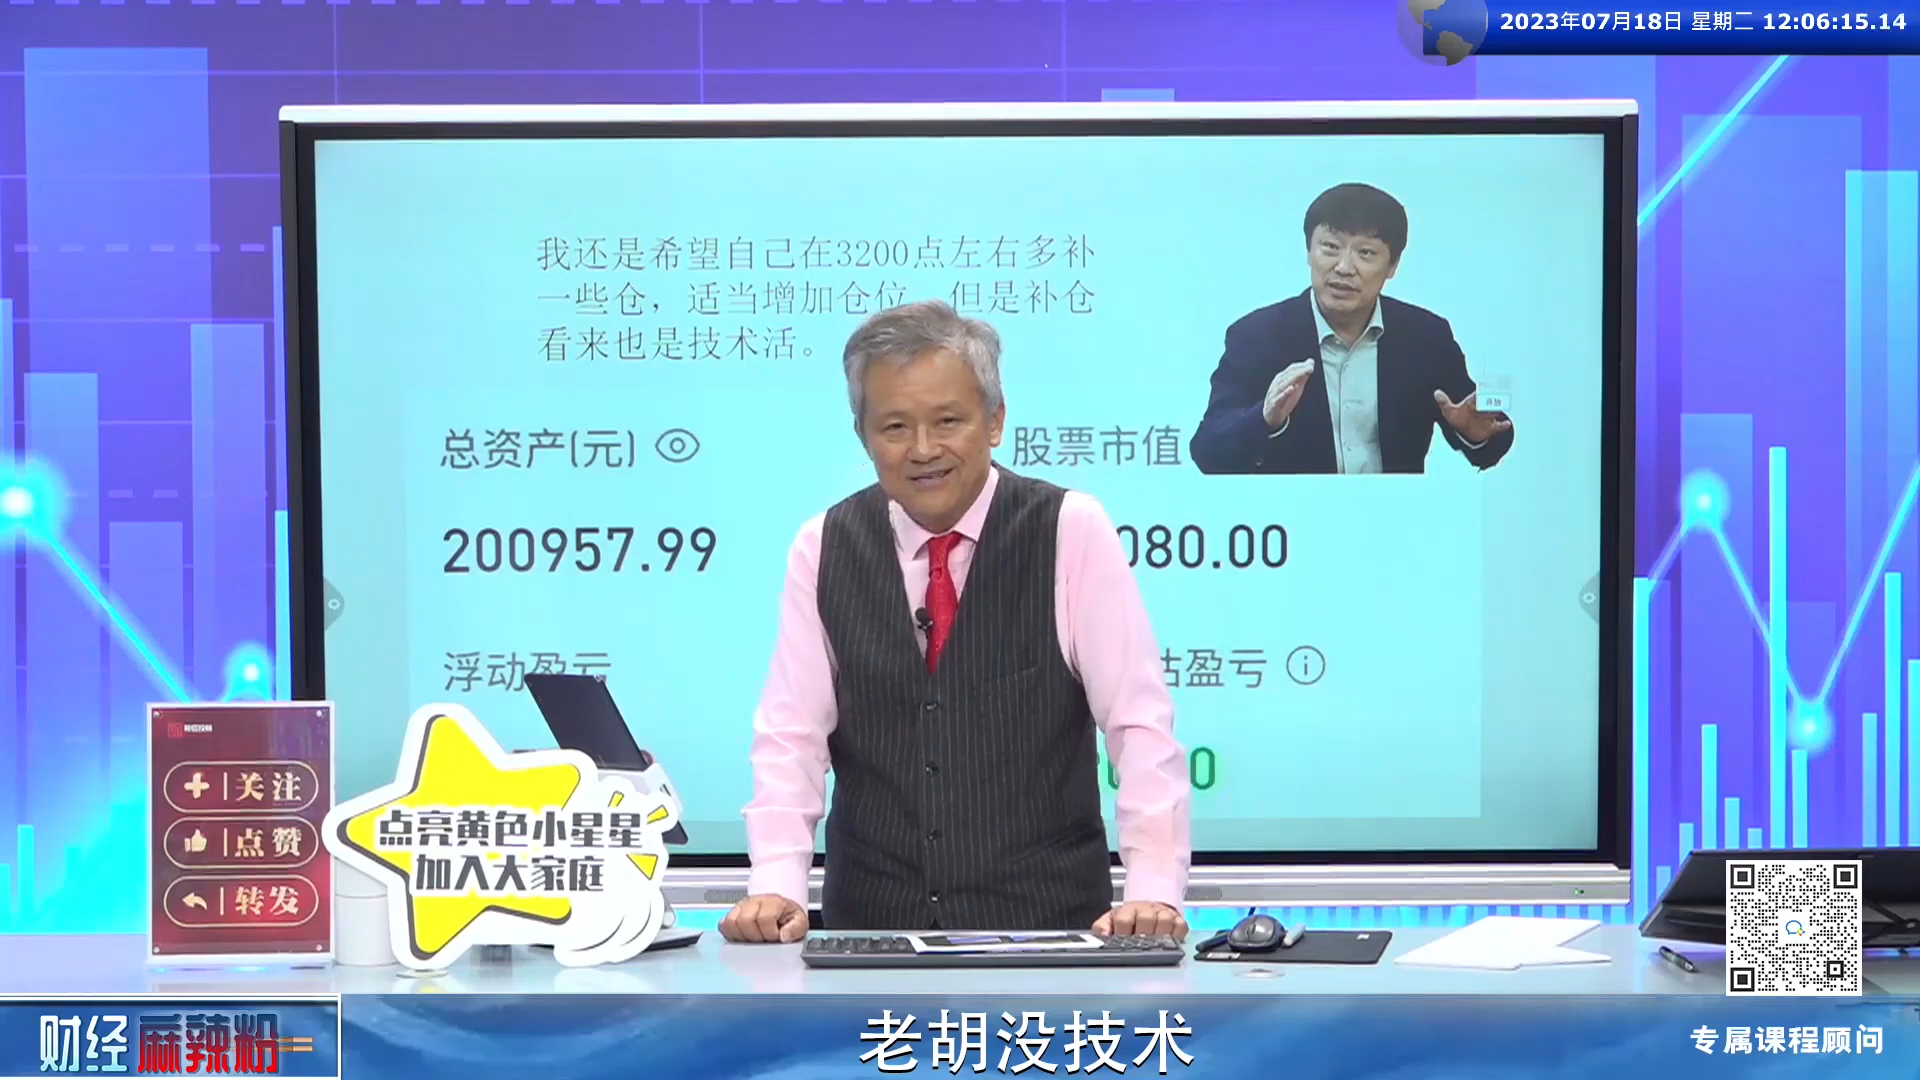 2023年07月18日 星期二 12:06:15.14
我还是希望自己在3200点左右多补
一些仓，适当增加仓位 但是补仓
看来也是技术活。
总资产(元)
股票市值
200957.99
080.00
浮动盈亏
盈亏
关注
点赞
转发
点亮黄色小星星
加入大家庭
财经麻辣粉
老胡没技术
专属课程顾问